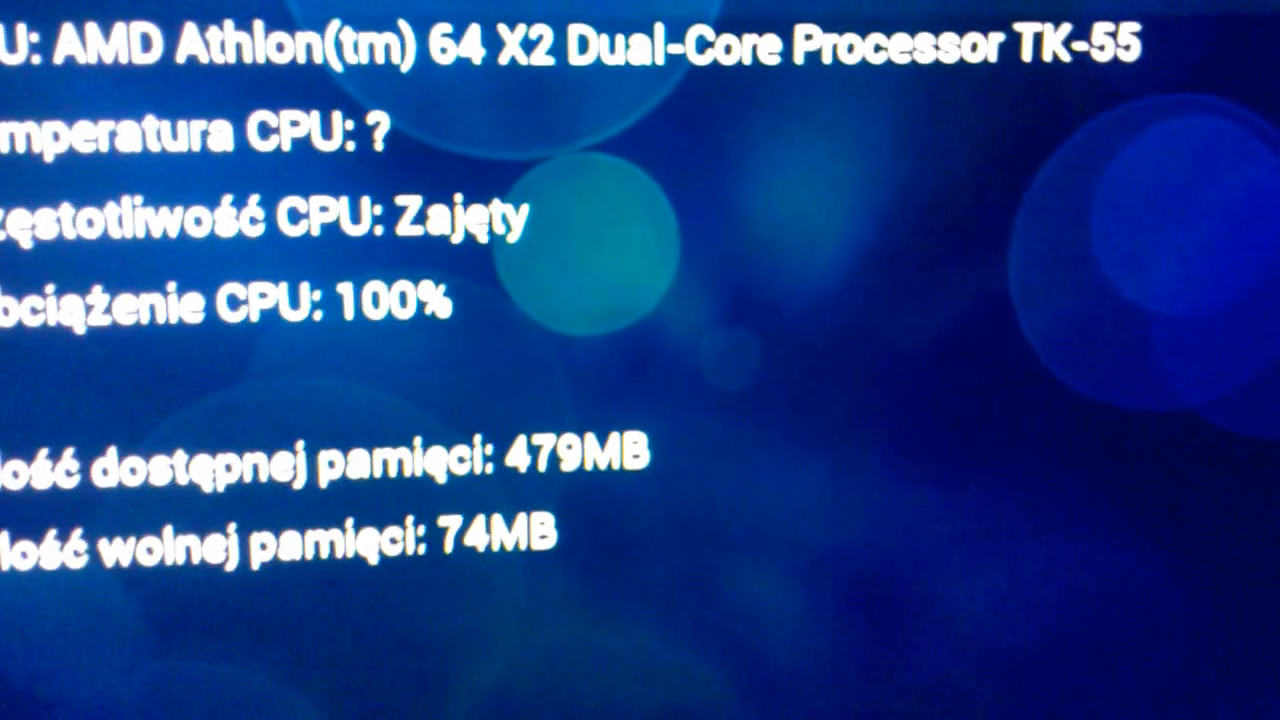 U: AMD Athlon(tm) 64 X2 Dual-Core Processor TK-55
mperatura CPU: ?
zęstotliwość CPU: Zajęty
bciążenie CPU: 100%
lość dostępnej pamięci: 479MB
lość wolnej pamięci: 74MB